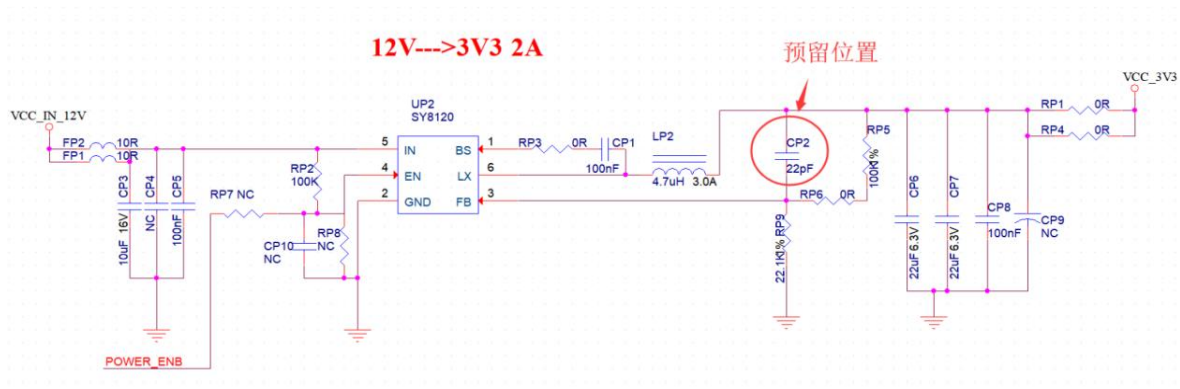 12V--->3V3 2A
预留位置
VCC_3V3
VCC_IN_12V
UP2
SY8120
FP2 10R
FP1 10R
CP3
10uF 16V
CP4
NC
CP5
100nF
RP2
100K
RP7 NC
CP10
NC
RP8
NC
5 IN BS 1
4 EN LX 6
2 GND FB 3
RP3 0R
CP1
100nF
LP2
4.7uH 3.0A
CP2
22pF
RP5
100K1%
RP6 0R
RP9
22.1K1%
CP6
22uF 6.3V
CP7
22uF 6.3V
CP8
100nF
CP9
NC
RP1 0R
RP4 0R
POWER_ENB